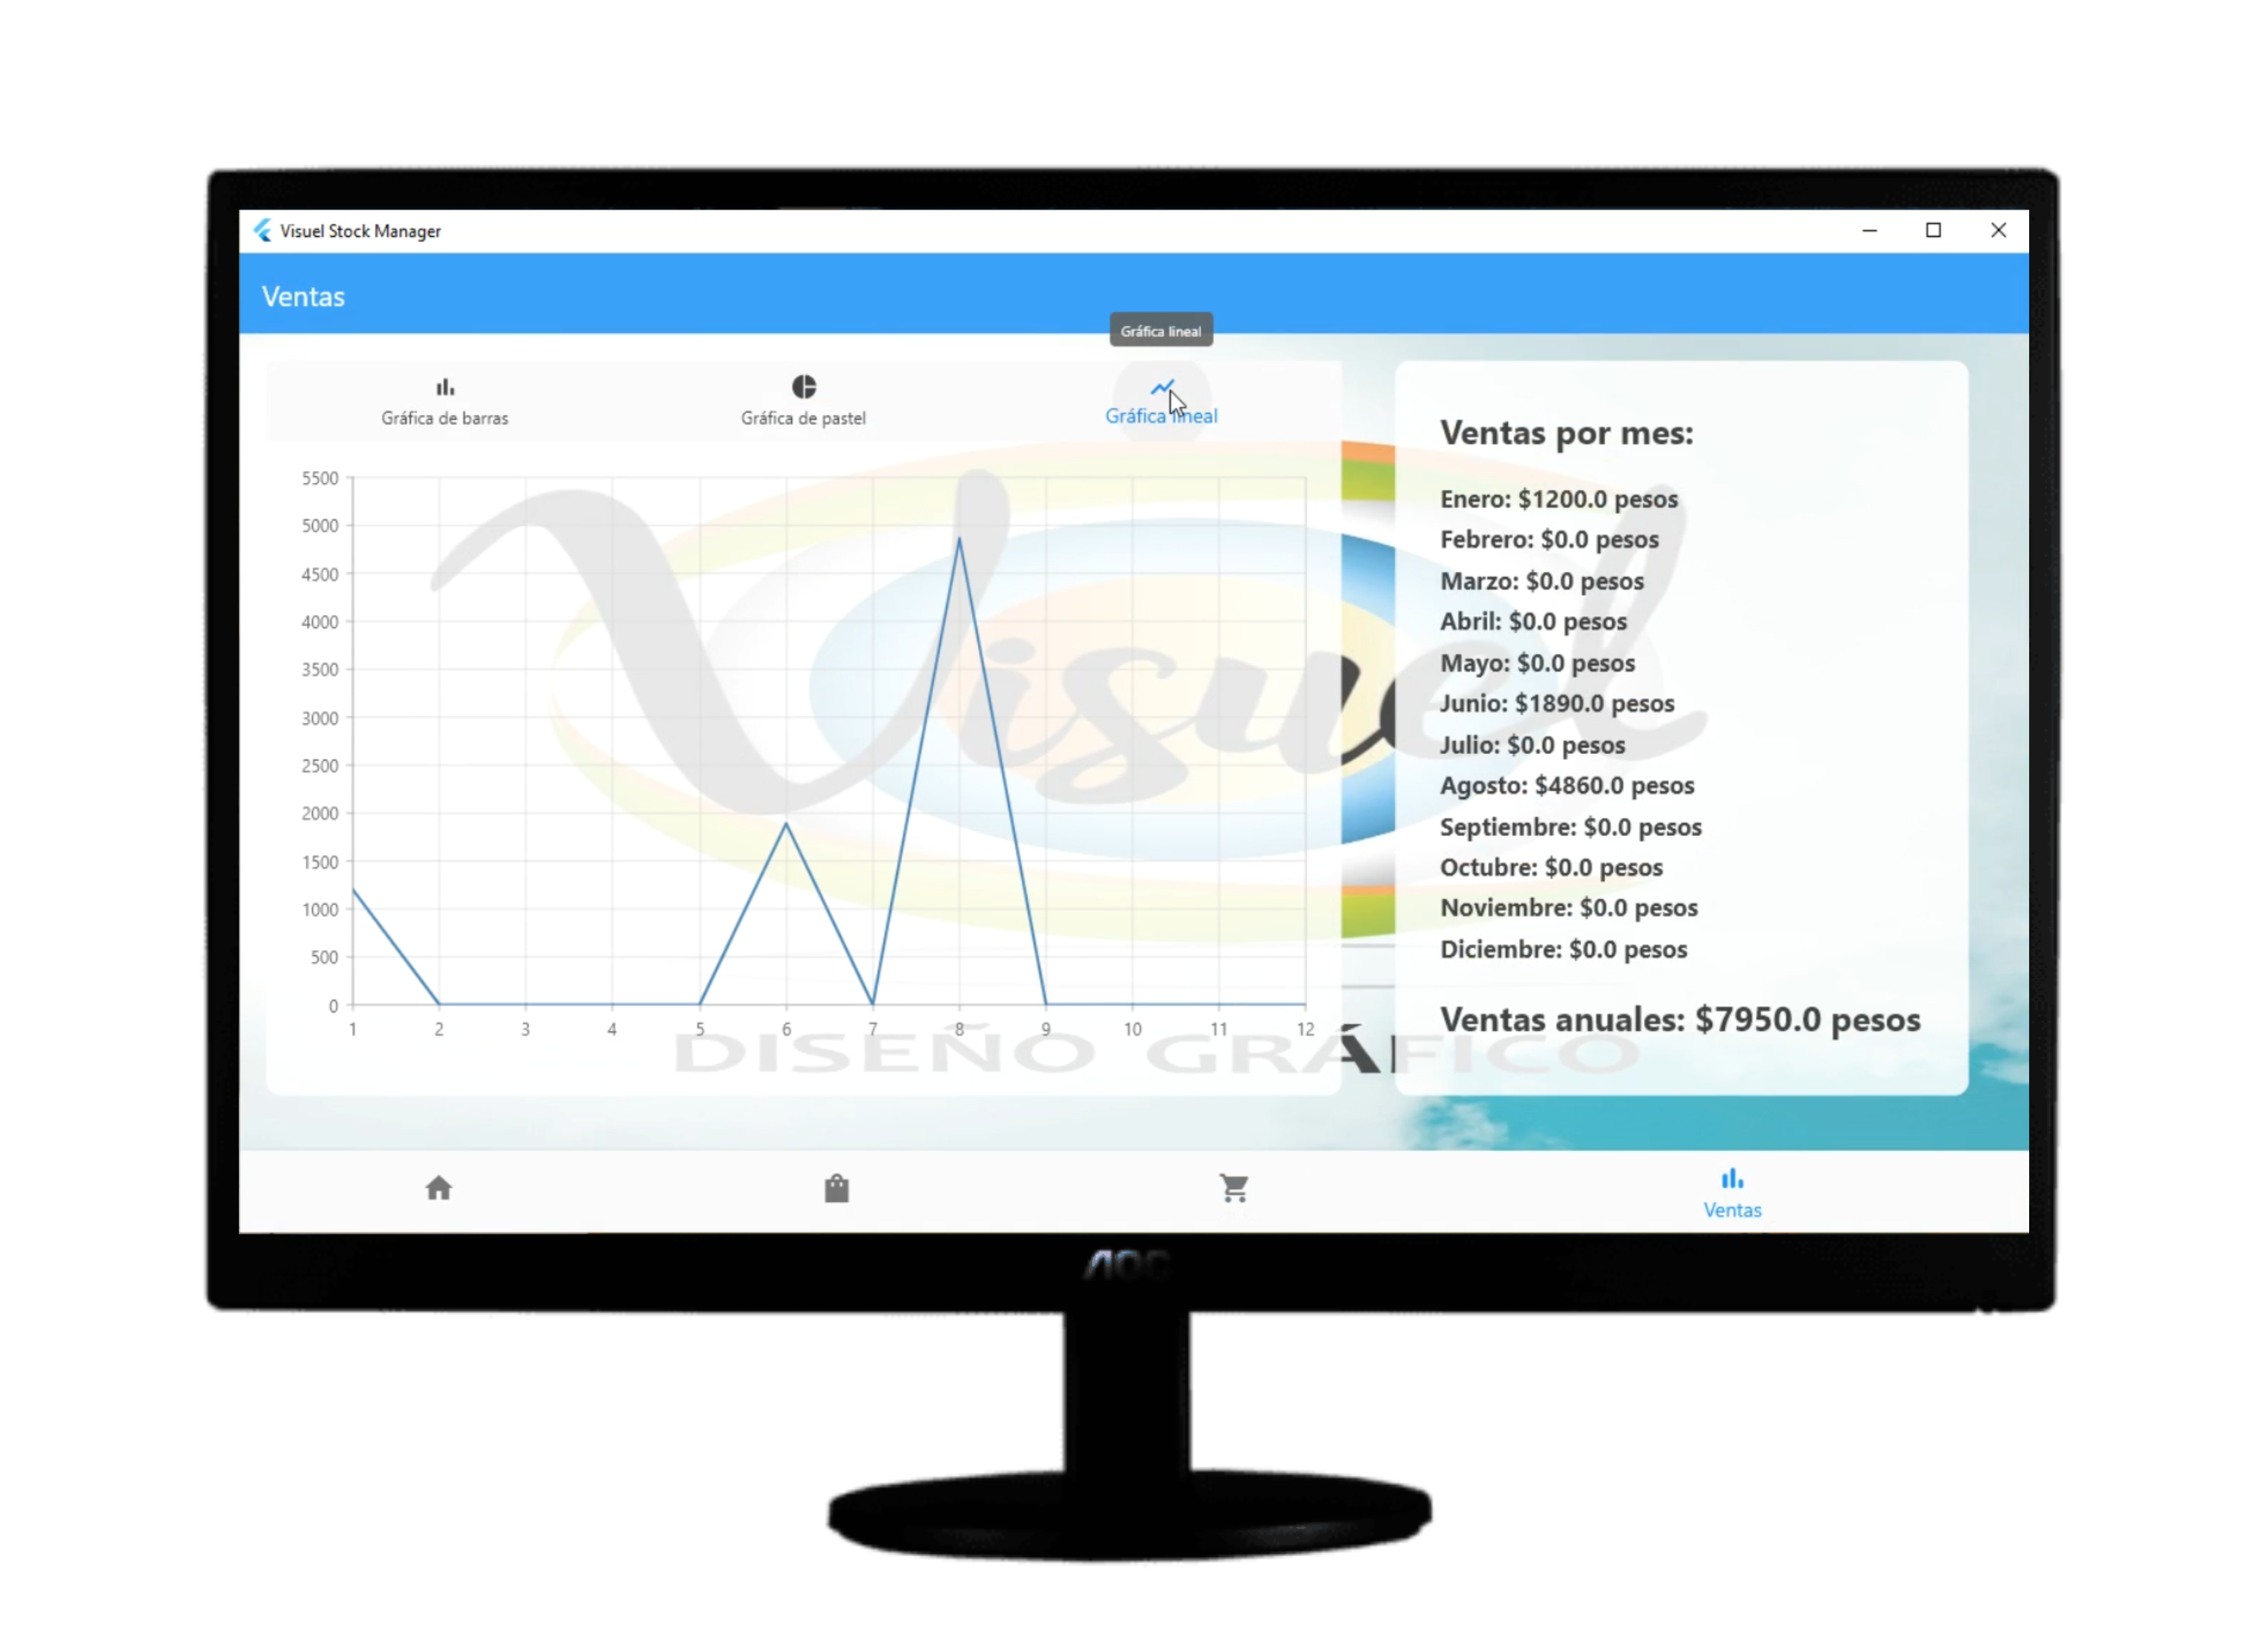 Visuel Stock Manager
Ventas
Gráfica lineal
Gráfica de barras
Gráfica de pastel
Gráfica lineal
5500
5000
4500
4000
3500
3000
2500
2000
1500
1000
500
0
1 2 3 4 5 6 7 8 9 10 11 12
Visuel
DISEÑO GRÁFICO
Ventas por mes:
Enero: $1200.0 pesos
Febrero: $0.0 pesos
Marzo: $0.0 pesos
Abril: $0.0 pesos
Mayo: $0.0 pesos
Junio: $1890.0 pesos
Julio: $0.0 pesos
Agosto: $4860.0 pesos
Septiembre: $0.0 pesos
Octubre: $0.0 pesos
Noviembre: $0.0 pesos
Diciembre: $0.0 pesos
Ventas anuales: $7950.0 pesos
Ventas
AOC